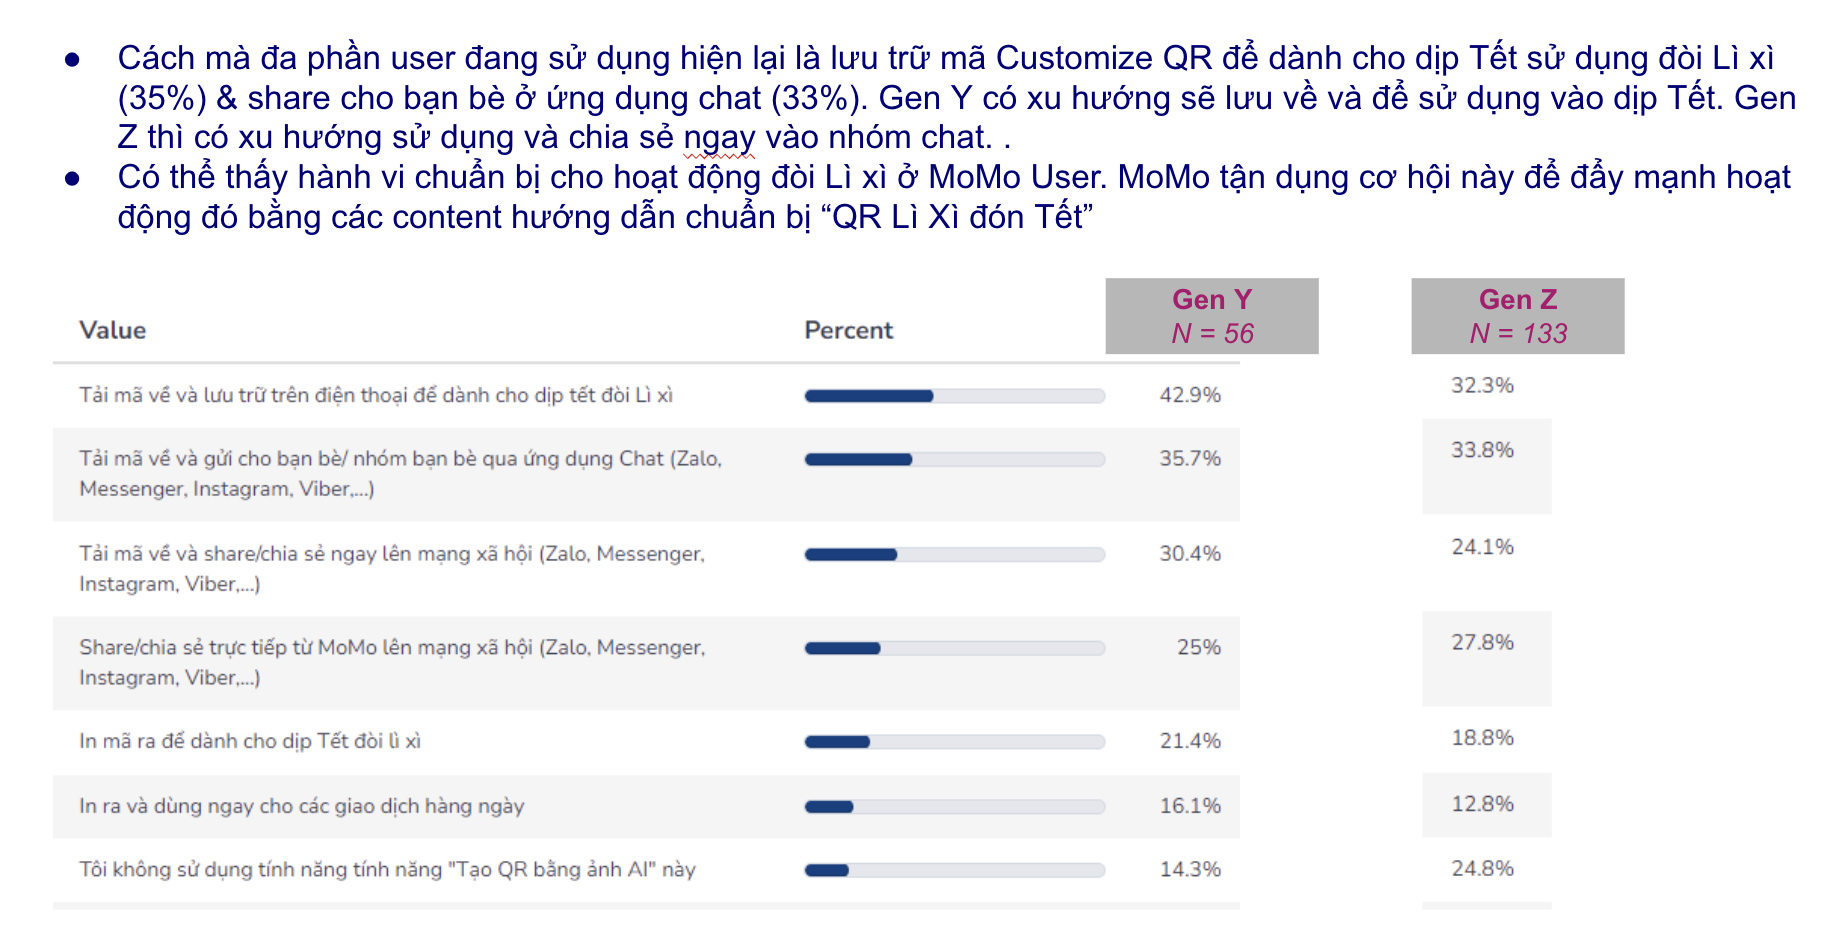 ● Cách mà đa phần user đang sử dụng hiện lại là lưu trữ mã Customize QR để dành cho dịp Tết sử dụng đòi Lì xì
(35%) & share cho bạn bè ở ứng dụng chat (33%). Gen Y có xu hướng sẽ lưu về và để sử dụng vào dịp Tết. Gen
Z thì có xu hướng sử dụng và chia sẻ ngay vào nhóm chat. .
● Có thể thấy hành vi chuẩn bị cho hoạt động đòi Lì xì ở MoMo User. MoMo tận dụng cơ hội này để đẩy mạnh hoạt
động đó bằng các content hướng dẫn chuẩn bị “QR Lì Xì đón Tết”
Value Percent Gen Y Gen Z
N = 56 N = 133
Tải mã về và lưu trữ trên điện thoại để dành cho dịp tết đòi Lì xì 42.9% 32.3%
Tải mã về và gửi cho bạn bè/ nhóm bạn bè qua ứng dụng Chat (Zalo, 35.7% 33.8%
Messenger, Instagram, Viber,...)
Tải mã về và share/chia sẻ ngay lên mạng xã hội (Zalo, Messenger, 30.4% 24.1%
Instagram, Viber,...)
Share/chia sẻ trực tiếp từ MoMo lên mạng xã hội (Zalo, Messenger, 25% 27.8%
Instagram, Viber,...)
In mã ra để dành cho dịp Tết đòi lì xì 21.4% 18.8%
In ra và dùng ngay cho các giao dịch hàng ngày 16.1% 12.8%
Tôi không sử dụng tính năng tính năng "Tạo QR bằng ảnh AI" này 14.3% 24.8%